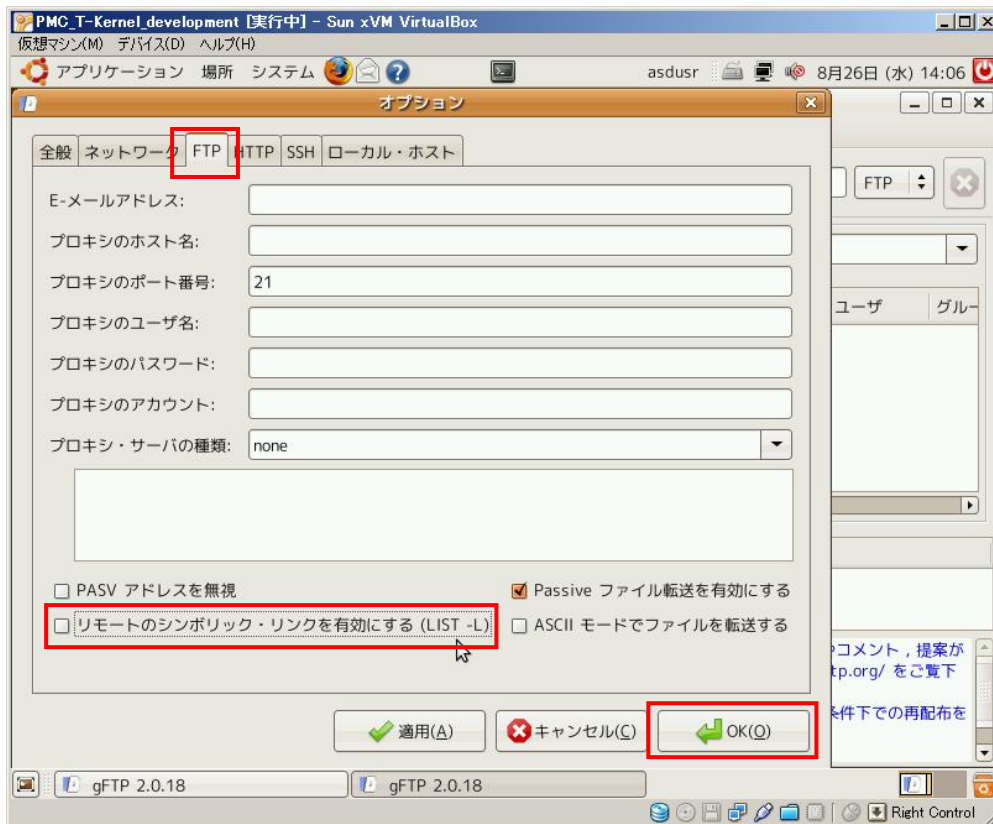 PMC_T-Kernel_development [実行中] - Sun xVM VirtualBox
仮想マシン(M) デバイス(D) ヘルプ(H)
アプリケーション 場所 システム asdusr 8月26日 (水) 14:06
オプション
全般 ネットワーク FTP HTTP SSH ローカル・ホスト
FTP
E-メールアドレス:
プロキシのホスト名:
プロキシのポート番号: 21
ユーザ グルー
プロキシのユーザ名:
プロキシのパスワード:
プロキシのアカウント:
プロキシ・サーバの種類: none
PASV アドレスを無視 Passive ファイル転送を有効にする
リモートのシンボリック・リンクを有効にする (LIST -L) ASCII モードでファイルを転送する
コメント , 提案が
tp.org/ をご覧下
件下での再配布を
適用(A) キャンセル(C) OK(O)
gFTP 2.0.18 gFTP 2.0.18
Right Control